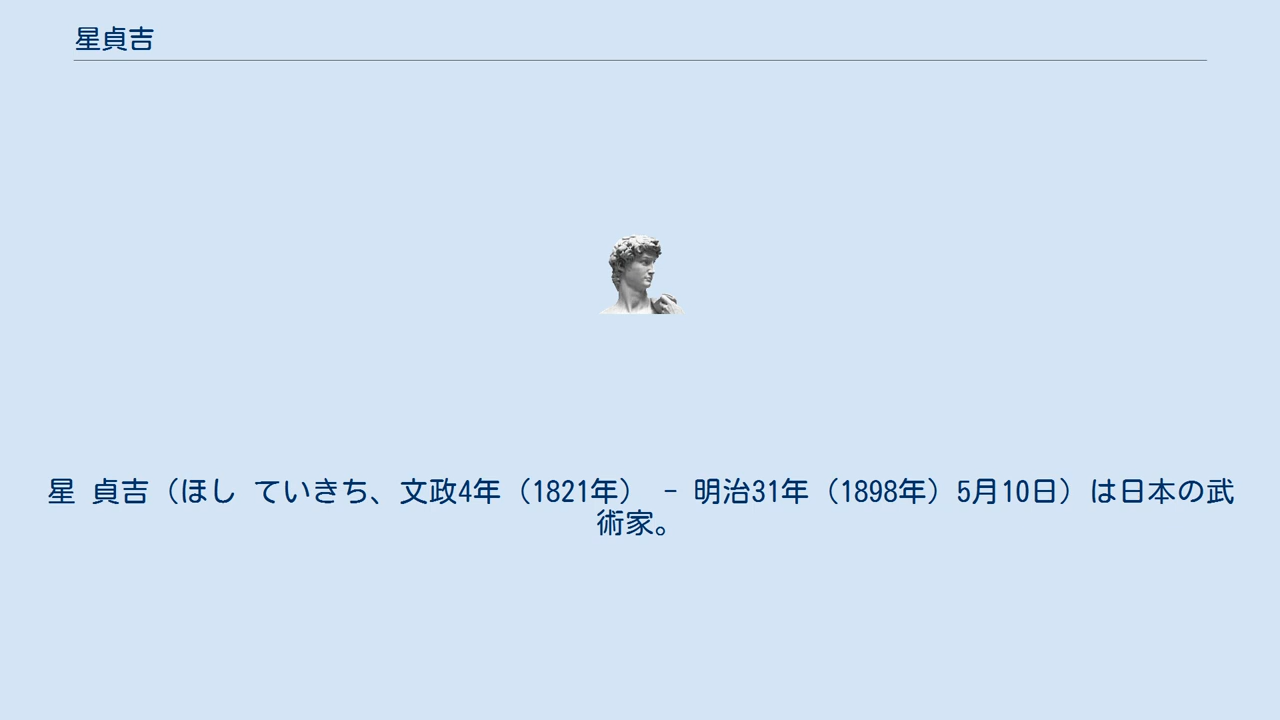 星貞吉
星 貞吉（ほし ていきち、文政4年（1821年） - 明治31年（1898年）5月10日）は日本の武
術家。